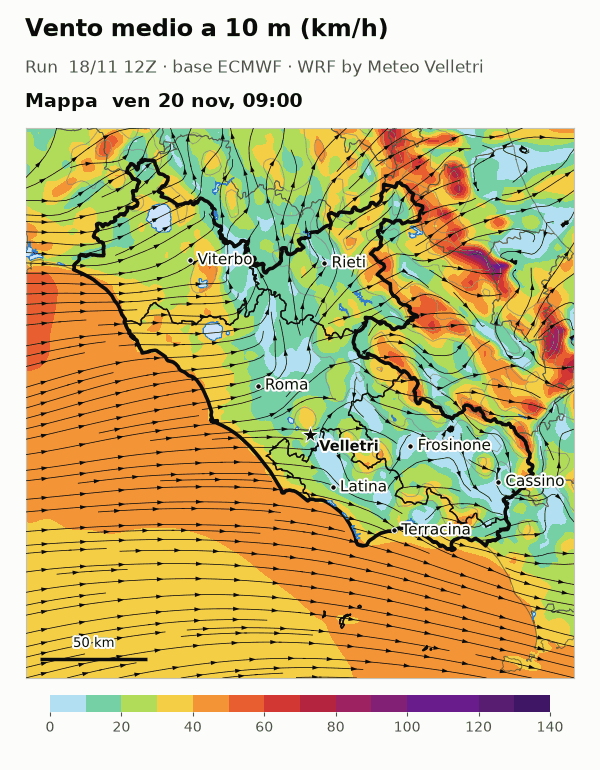 Vento medio a 10 m (km/h)
Run  18/11 12Z · base ECMWF · WRF by Meteo Velletri
Mappa  ven 20 nov, 09:00
Viterbo
Rieti
Roma
Velletri
Frosinone
Latina
Cassino
Terracina
50 km
0 20 40 60 80 100 120 140